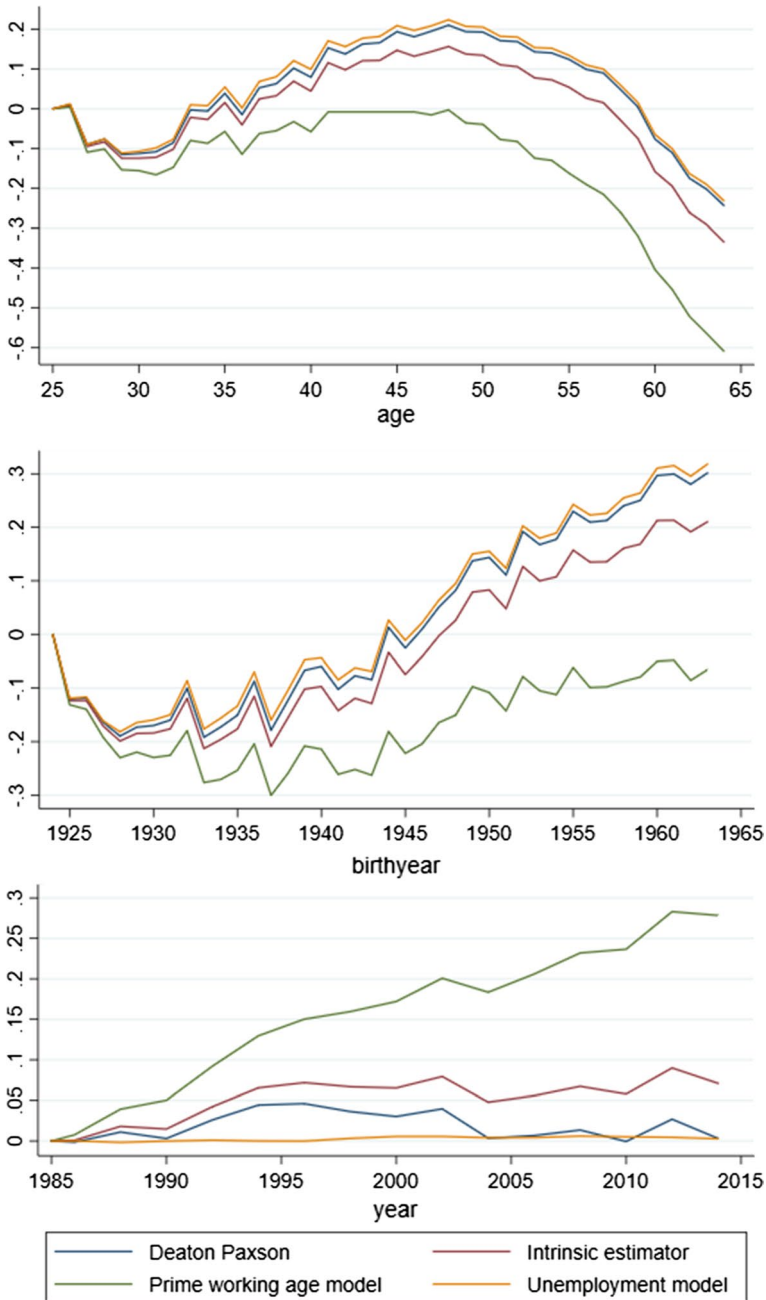 .2
.1
0
-.1
-.2
-.3
-.4
-.5
-.6
25 30 35 40 45 50 55 60 65
age
.3
.2
.1
0
-.1
-.2
-.3
1925 1930 1935 1940 1945 1950 1955 1960 1965
birthyear
.3
.25
.2
.15
.1
.05
0
1985 1990 1995 2000 2005 2010 2015
year
Deaton Paxson Intrinsic estimator
Prime working age model Unemployment model